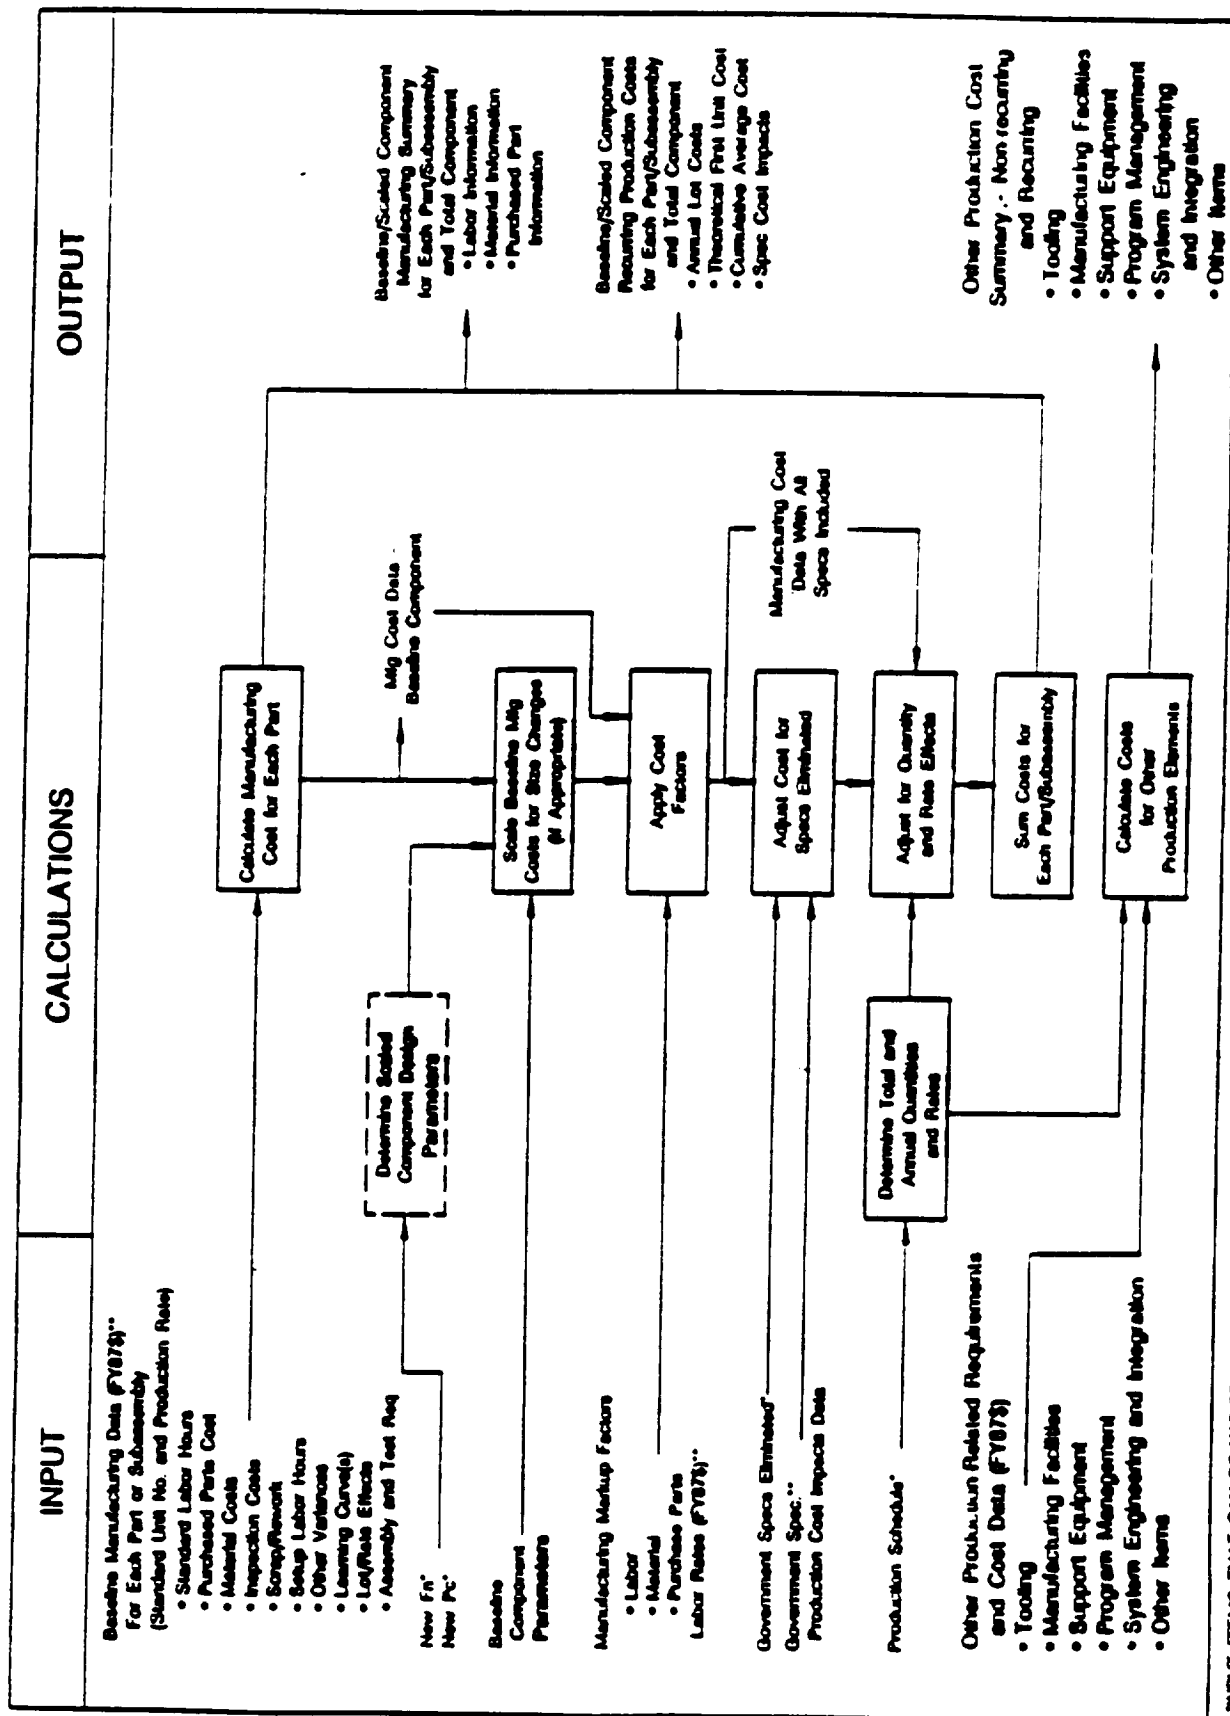 INPUT
CALCULATIONS
OUTPUT
Baseline Manufacturing Data (FY87$)**
For Each Part or Subassembly
(Standard Unit No. and Production Rate)
• Standard Labor Hours
• Purchased Parts Cost
• Material Costs
• Inspection Costs
• Scrap/Rework
• Setup Labor Hours
• Other Variances
• Learning Curve(s)
• Lot/Rate Effects
• Assembly and Test Req
New Fn*
New Pc*
Baseline
Component
Parameters
Manufacturing Markup Factors
• Labor
• Material
• Purchase Parts
Labor Rates (FY87$)**
Government Specs Eliminated*
Government Spec.**
Production Cost Impacts Data
Production Schedule*
Other Production Related Requirements
and Cost Data (FY87$)
• Tooling
• Manufacturing Facilities
• Support Equipment
• Program Management
• System Engineering and Integration
• Other Items
Calculate Manufacturing
Cost for Each Part
Determine Scaled
Component Design
Parameters
Mfg Cost Data
Baseline Component
Scale Baseline Mfg
Costs for Size Changes
(If Appropriate)
Apply Cost
Factors
Manufacturing Cost
Data With All
Specs Included
Adjust Cost for
Specs Eliminated
Determine Total and
Annual Quantities
and Rates
Adjust for Quantity
and Rate Effects
Sum Costs for
Each Part/Subassembly
Calculate Costs
for Other
Production Elements
Baseline/Scaled Component
Manufacturing Summary
for Each Part/Subassembly
and Total Component
• Labor Information
• Material Information
• Purchased Part
Information
Baseline/Scaled Component
Recurring Production Costs
for Each Part/Subassembly
and Total Component
• Annual Lot Costs
• Theoretical First Unit Cost
• Cumulative Average Cost
• Spec Cost Impacts
Other Production Cost
Summary - Non recurring
and Recurring
• Tooling
• Manufacturing Facilities
• Support Equipment
• Program Management
• System Engineering
and Integration
• Other Items